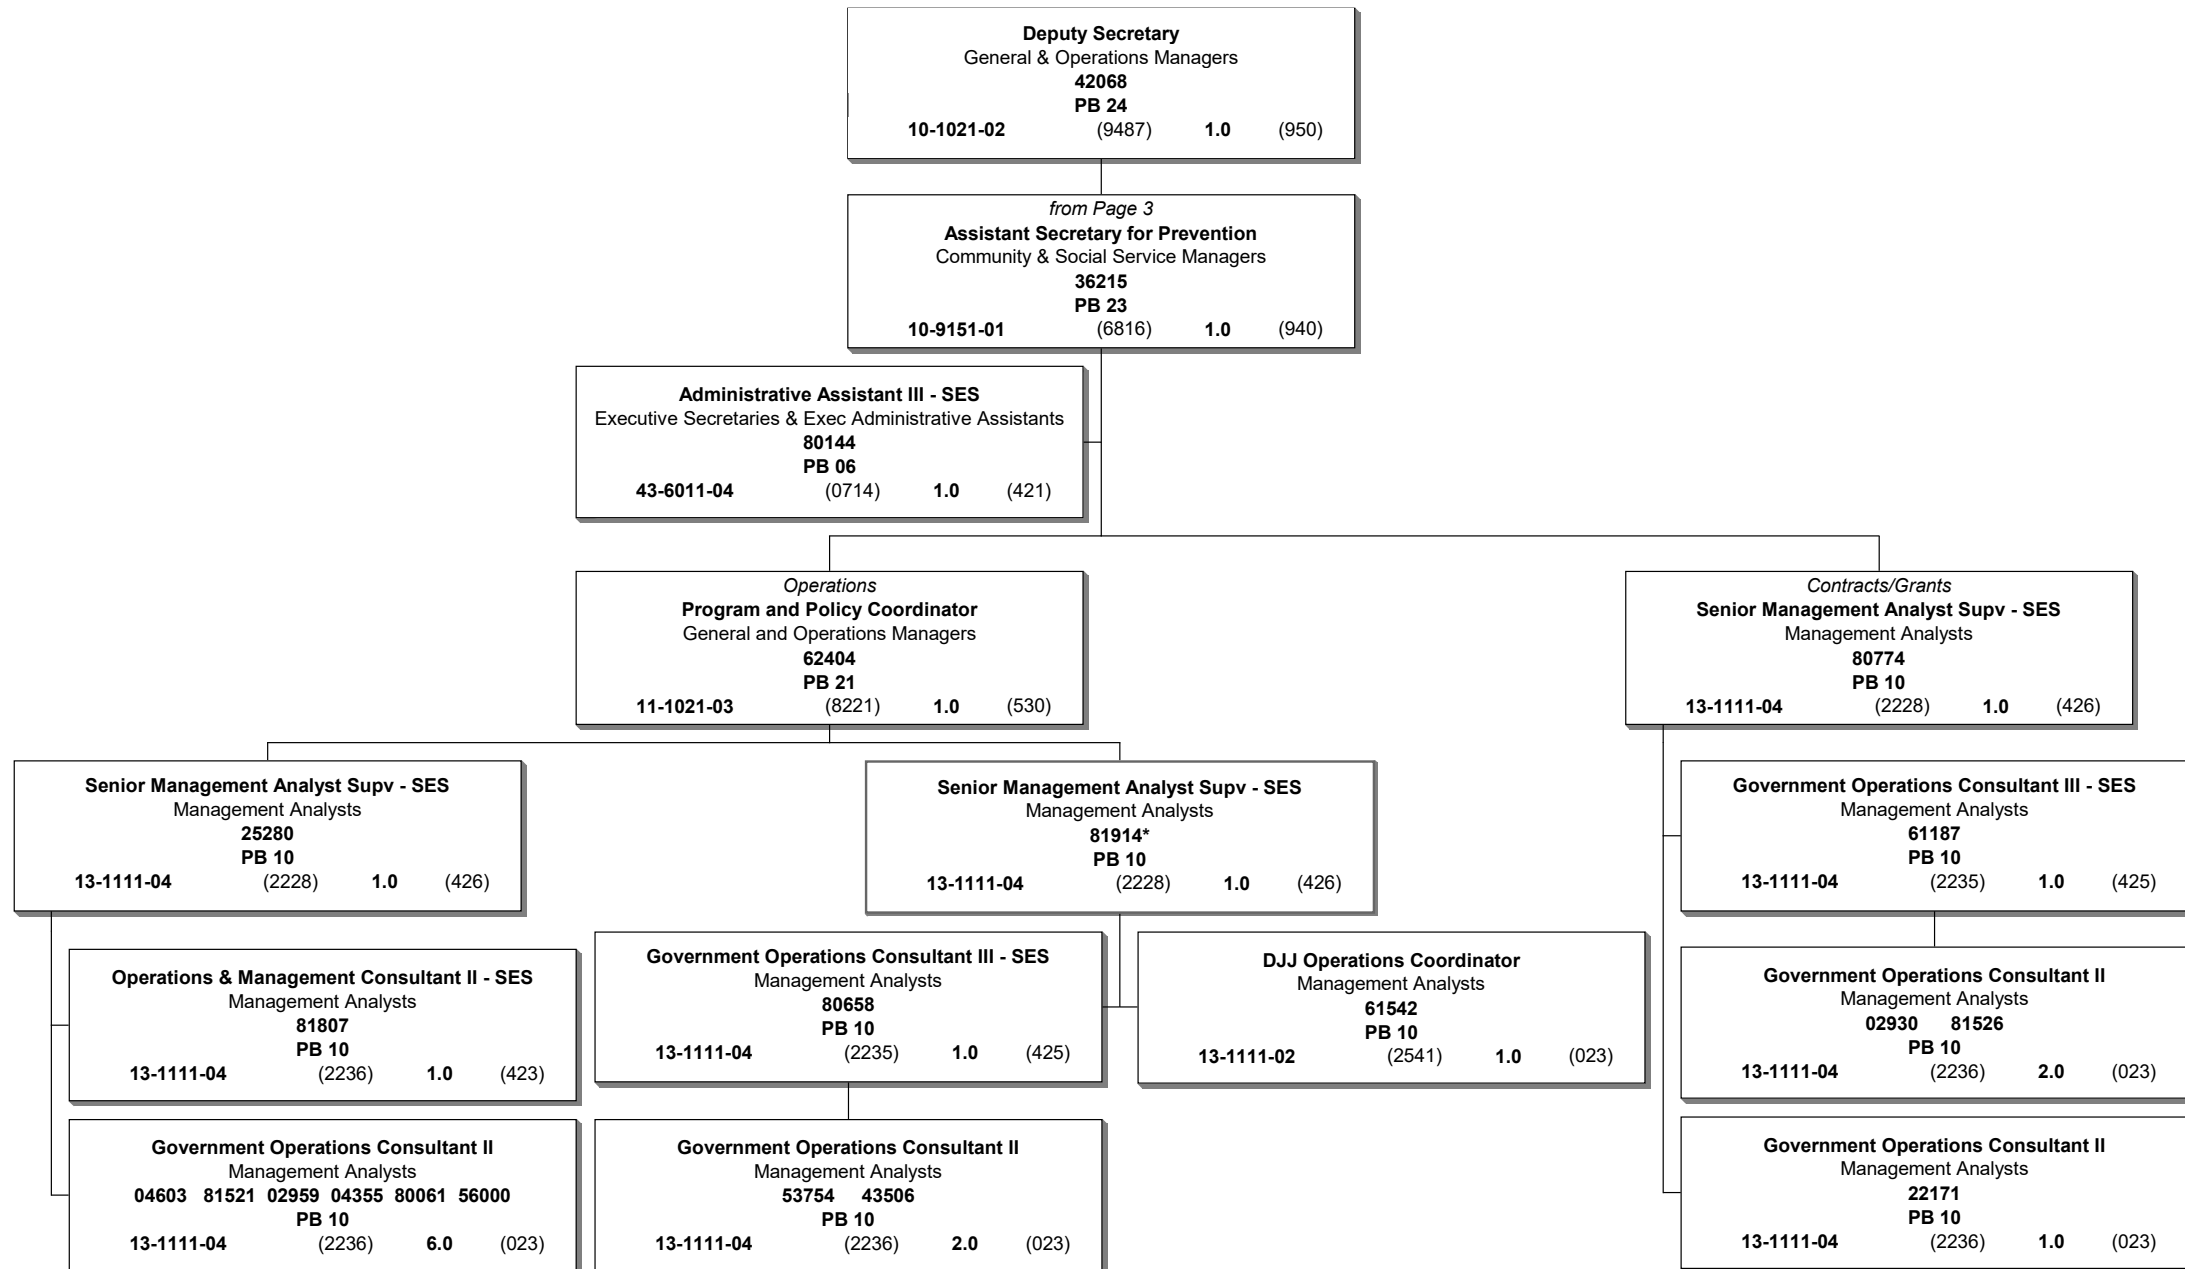 Deputy Secretary
General & Operations Managers
42068
PB 24
10-1021-02 (9487) 1.0 (950)
from Page 3
Assistant Secretary for Prevention
Community & Social Service Managers
36215
PB 23
10-9151-01 (6816) 1.0 (940)
Administrative Assistant III - SES
Executive Secretaries & Exec Administrative Assistants
80144
PB 06
43-6011-04 (0714) 1.0 (421)
Operations
Program and Policy Coordinator
General and Operations Managers
62404
PB 21
11-1021-03 (8221) 1.0 (530)
Contracts/Grants
Senior Management Analyst Supv - SES
Management Analysts
80774
PB 10
13-1111-04 (2228) 1.0 (426)
Senior Management Analyst Supv - SES
Management Analysts
25280
PB 10
13-1111-04 (2228) 1.0 (426)
Senior Management Analyst Supv - SES
Management Analysts
81914*
PB 10
13-1111-04 (2228) 1.0 (426)
Government Operations Consultant III - SES
Management Analysts
61187
PB 10
13-1111-04 (2235) 1.0 (425)
Operations & Management Consultant II - SES
Management Analysts
81807
PB 10
13-1111-04 (2236) 1.0 (423)
Government Operations Consultant III - SES
Management Analysts
80658
PB 10
13-1111-04 (2235) 1.0 (425)
DJJ Operations Coordinator
Management Analysts
61542
PB 10
13-1111-02 (2541) 1.0 (023)
Government Operations Consultant II
Management Analysts
02930 81526
PB 10
13-1111-04 (2236) 2.0 (023)
Government Operations Consultant II
Management Analysts
04603 81521 02959 04355 80061 56000
PB 10
13-1111-04 (2236) 6.0 (023)
Government Operations Consultant II
Management Analysts
53754 43506
PB 10
13-1111-04 (2236) 2.0 (023)
Government Operations Consultant II
Management Analysts
22171
PB 10
13-1111-04 (2236) 1.0 (023)